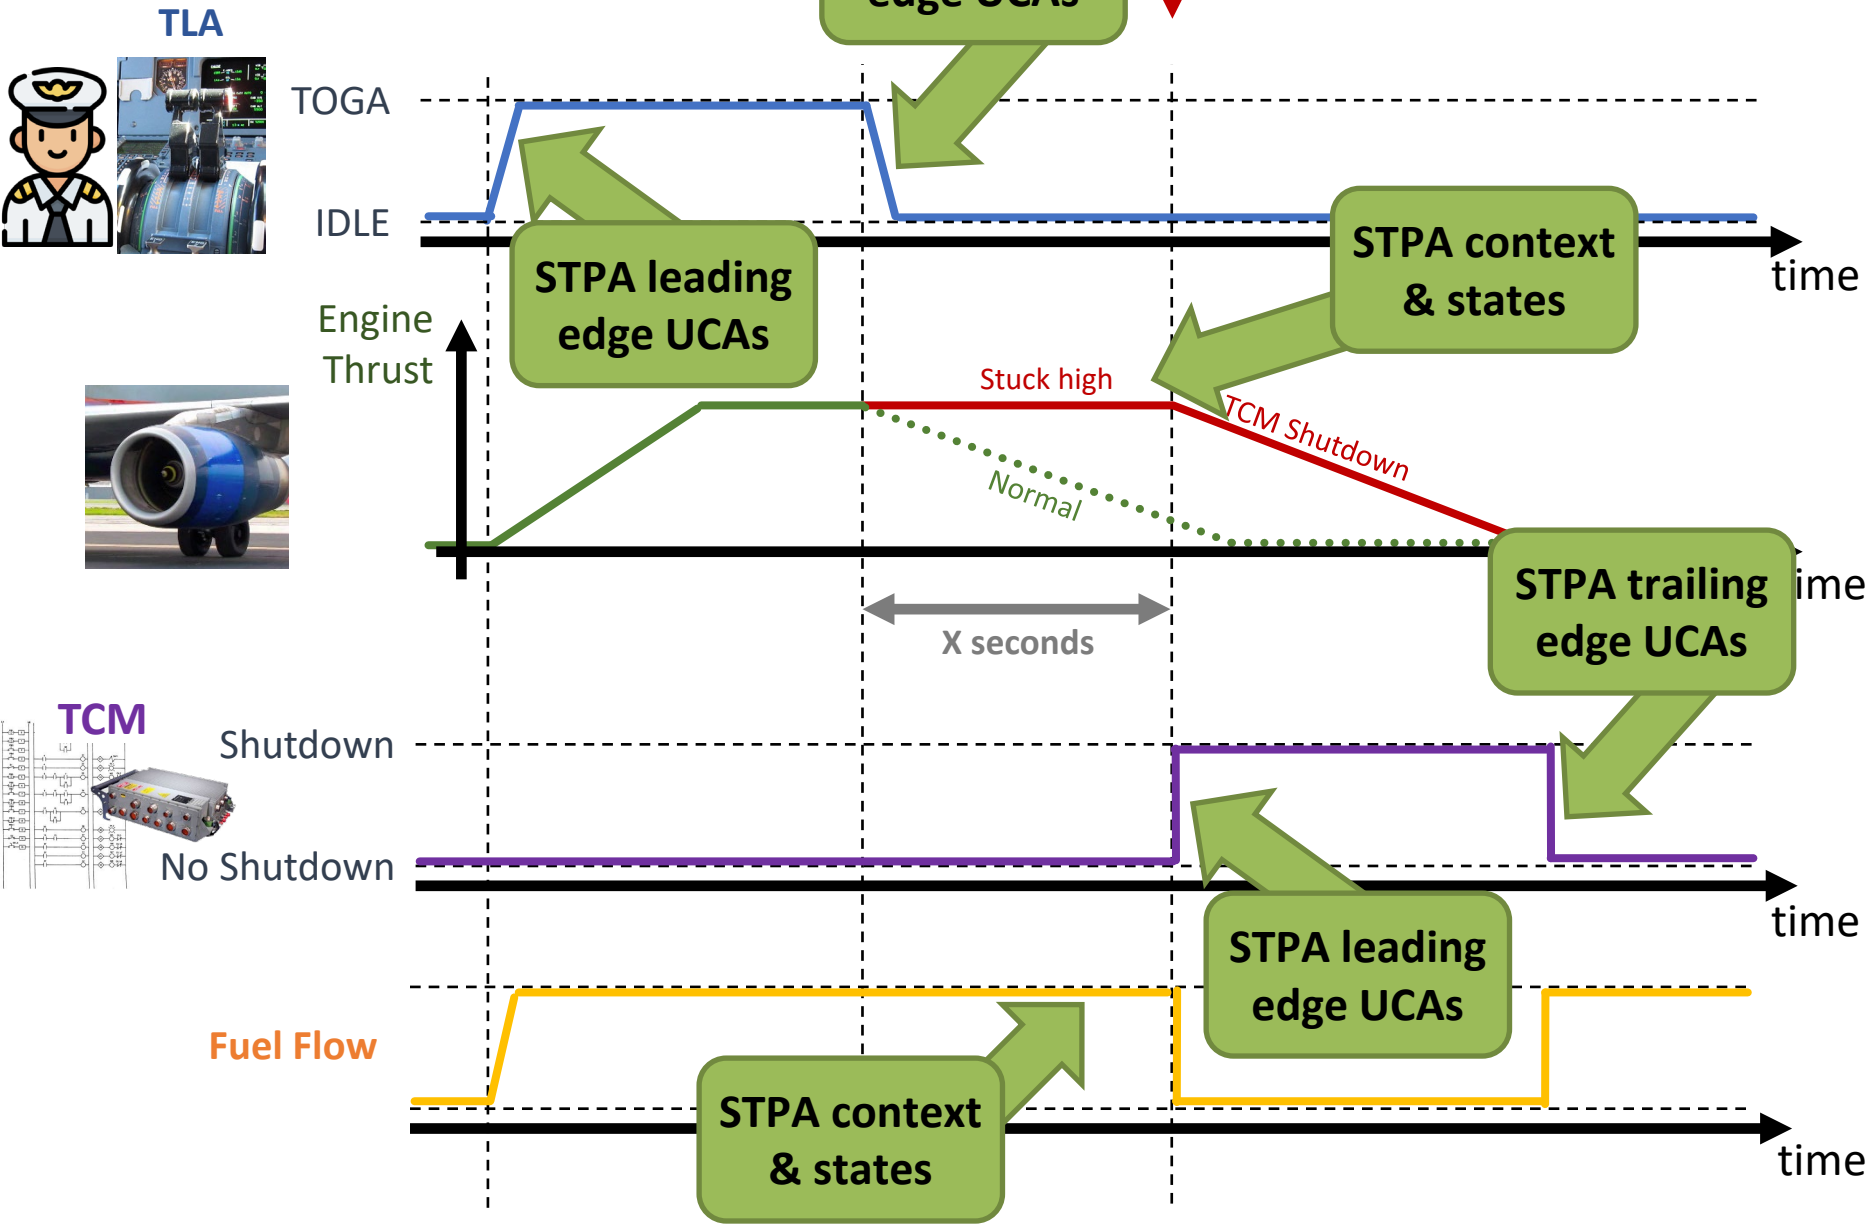 edge UCAs
TLA
TOGA
IDLE
time
STPA leading
edge UCAs
STPA context
& states
Engine
Thrust
Stuck high
TCM Shutdown
Normal
STPA trailing
edge UCAs
ime
X seconds
TCM
Shutdown
No Shutdown
time
STPA leading
edge UCAs
Fuel Flow
STPA context
& states
time